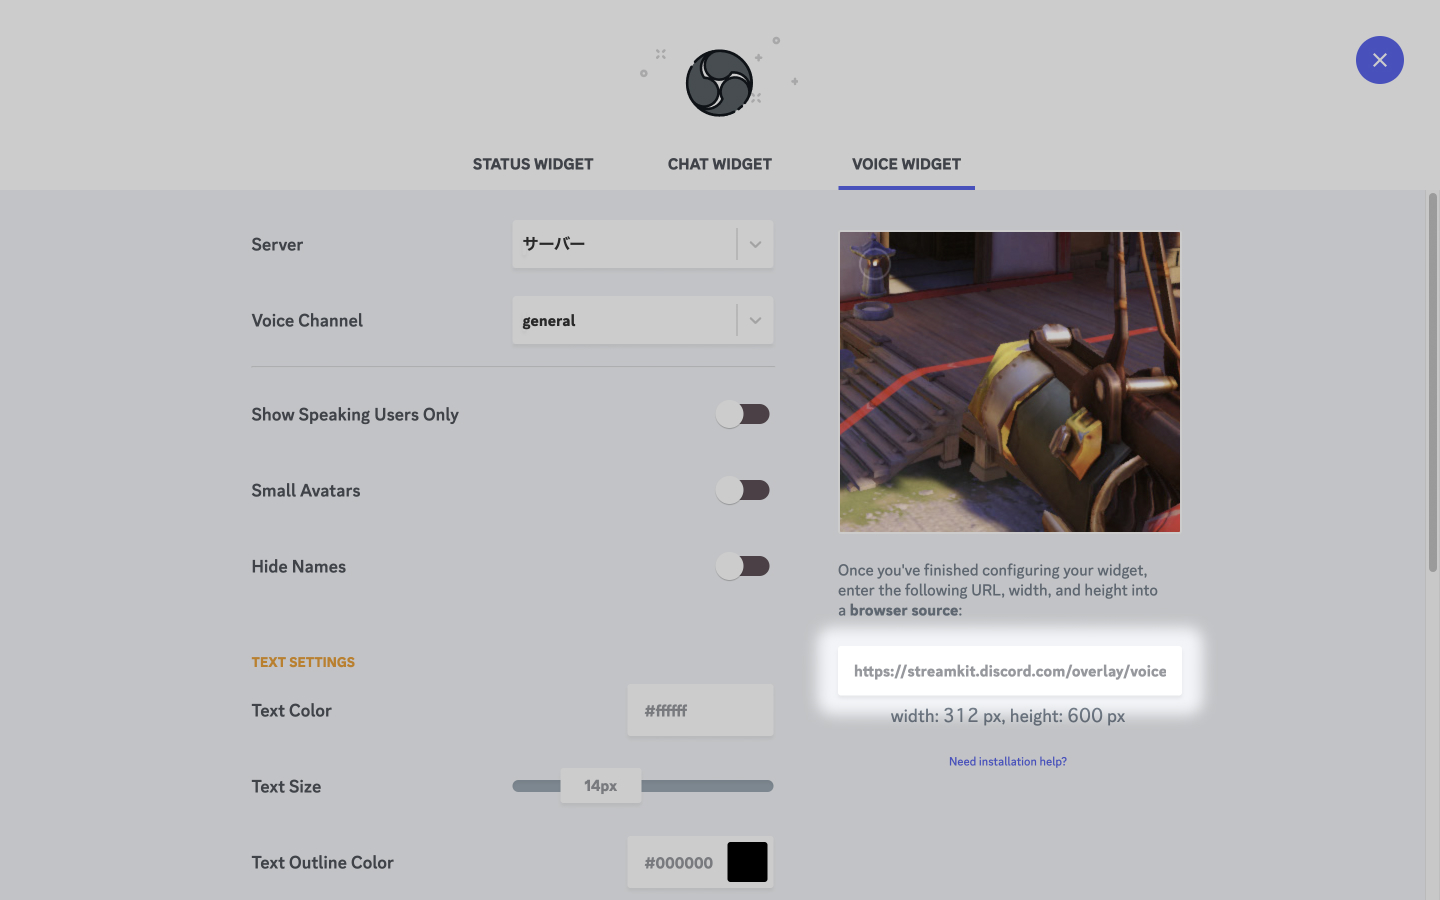 STATUS WIDGET
CHAT WIDGET
VOICE WIDGET
Server
サーバー
Voice Channel
general
Show Speaking Users Only
Small Avatars
Hide Names
TEXT SETTINGS
Text Color
#ffffff
Text Size
14px
Text Outline Color
#000000
Once you've finished configuring your widget,
enter the following URL, width, and height into
a browser source:
https://streamkit.discord.com/overlay/voice
width: 312 px, height: 600 px
Need installation help?